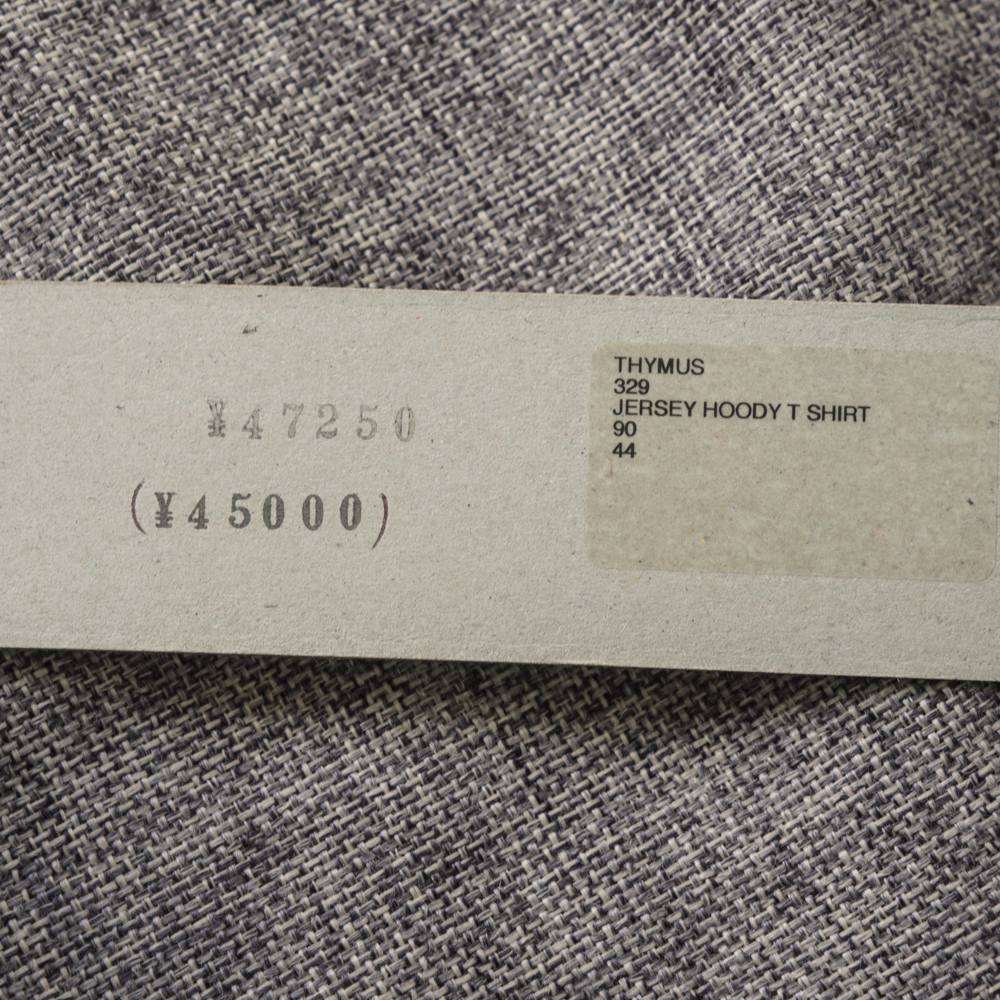 ¥47250
(¥45000)
THYMUS
329
JERSEY HOODY T SHIRT
90
44